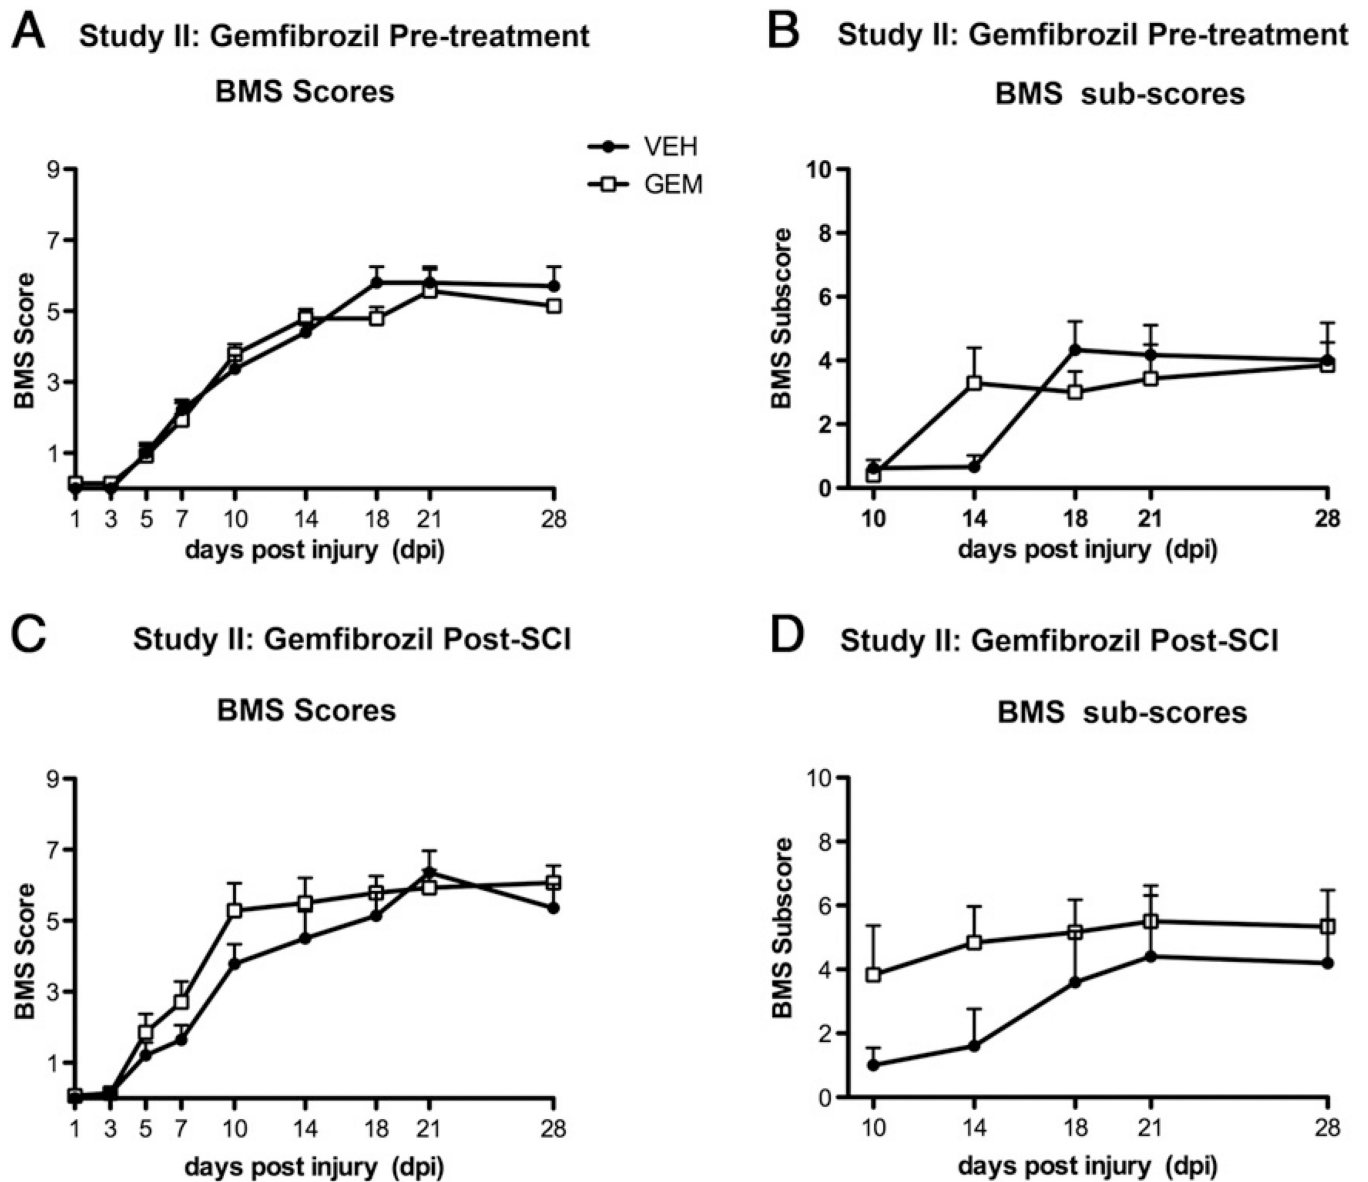 A Study II: Gemfibrozil Pre-treatment
BMS Scores
VEH
GEM
9
7
5
3
1
BMS Score
1 3 5 7 10 14 18 21 28
days post injury (dpi)
B Study II: Gemfibrozil Pre-treatment
BMS sub-scores
10
8
6
4
2
0
BMS Subscore
10 14 18 21 28
days post injury (dpi)
C Study II: Gemfibrozil Post-SCI
BMS Scores
9
7
5
3
1
BMS Score
1 3 5 7 10 14 18 21 28
days post injury (dpi)
D Study II: Gemfibrozil Post-SCI
BMS sub-scores
10
8
6
4
2
0
BMS Subscore
10 14 18 21 28
days post injury (dpi)